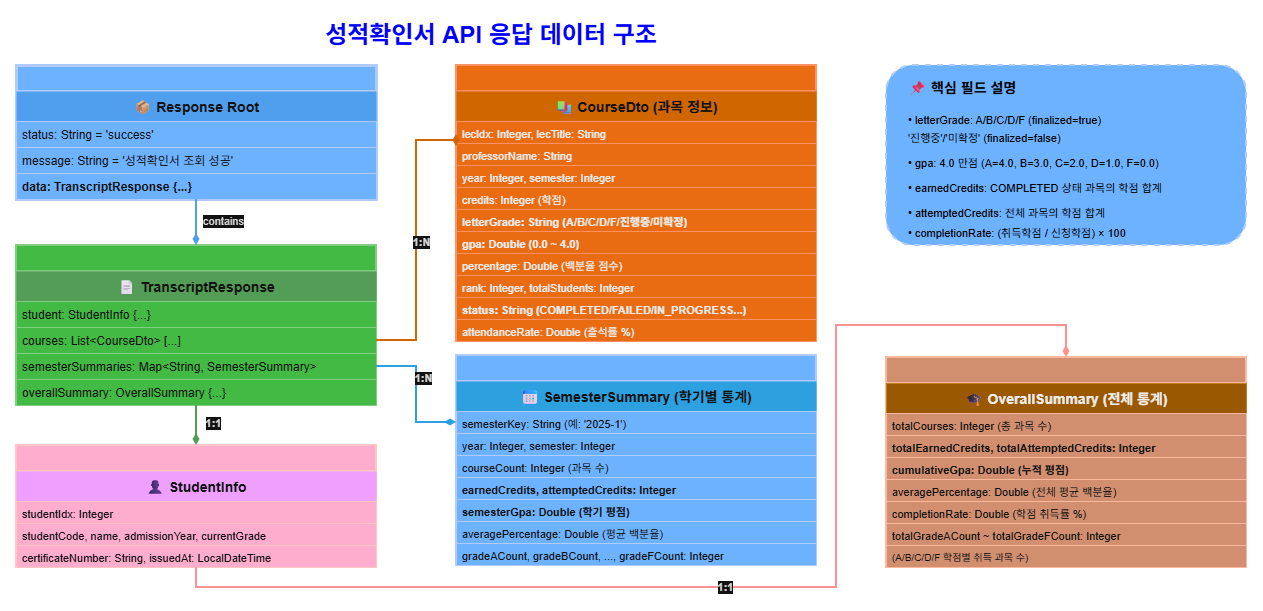 성적확인서 API 응답 데이터 구조
📦 Response Root
status: String = 'success'
message: String = '성적확인서 조회 성공'
data: TranscriptResponse {...}
contains
📄 TranscriptResponse
student: StudentInfo {...}
courses: List<CourseDto> [...]
semesterSummaries: Map<String, SemesterSummary>
overallSummary: OverallSummary {...}
1:1
👤 StudentInfo
studentIdx: Integer
studentCode, name, admissionYear, currentGrade
certificateNumber: String, issuedAt: LocalDateTime
1:N
1:N
📚 CourseDto (과목 정보)
lecIdx: Integer, lecTitle: String
professorName: String
year: Integer, semester: Integer
credits: Integer (학점)
letterGrade: String (A/B/C/D/F/진행중/미확정)
gpa: Double (0.0 ~ 4.0)
percentage: Double (백분율 점수)
rank: Integer, totalStudents: Integer
status: String (COMPLETED/FAILED/IN_PROGRESS...)
attendanceRate: Double (출석률 %)
📅 SemesterSummary (학기별 통계)
semesterKey: String (예: '2025-1')
year: Integer, semester: Integer
courseCount: Integer (과목 수)
earnedCredits, attemptedCredits: Integer
semesterGpa: Double (학기 평점)
averagePercentage: Double (평균 백분율)
gradeACount, gradeBCount, ..., gradeFCount: Integer
1:1
📌 핵심 필드 설명
• letterGrade: A/B/C/D/F (finalized=true)
'진행중'/'미확정' (finalized=false)
• gpa: 4.0 만점 (A=4.0, B=3.0, C=2.0, D=1.0, F=0.0)
• earnedCredits: COMPLETED 상태 과목의 학점 합계
• attemptedCredits: 전체 과목의 학점 합계
• completionRate: (취득학점 / 신청학점) × 100
🎓 OverallSummary (전체 통계)
totalCourses: Integer (총 과목 수)
totalEarnedCredits, totalAttemptedCredits: Integer
cumulativeGpa: Double (누적 평점)
averagePercentage: Double (전체 평균 백분율)
completionRate: Double (학점 취득률 %)
totalGradeACount ~ totalGradeFCount: Integer
(A/B/C/D/F 학점별 취득 과목 수)